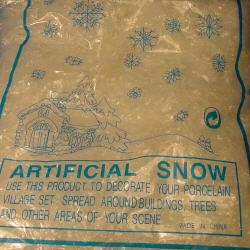 ARTIFICIAL SNOW
USE THIS PRODUCT TO DECORATE YOUR PORCELAIN
VILLAGE SET. SPREAD AROUND BUILDINGS, TREES
AND OTHER AREAS OF YOUR SCENE
MADE IN CHINA